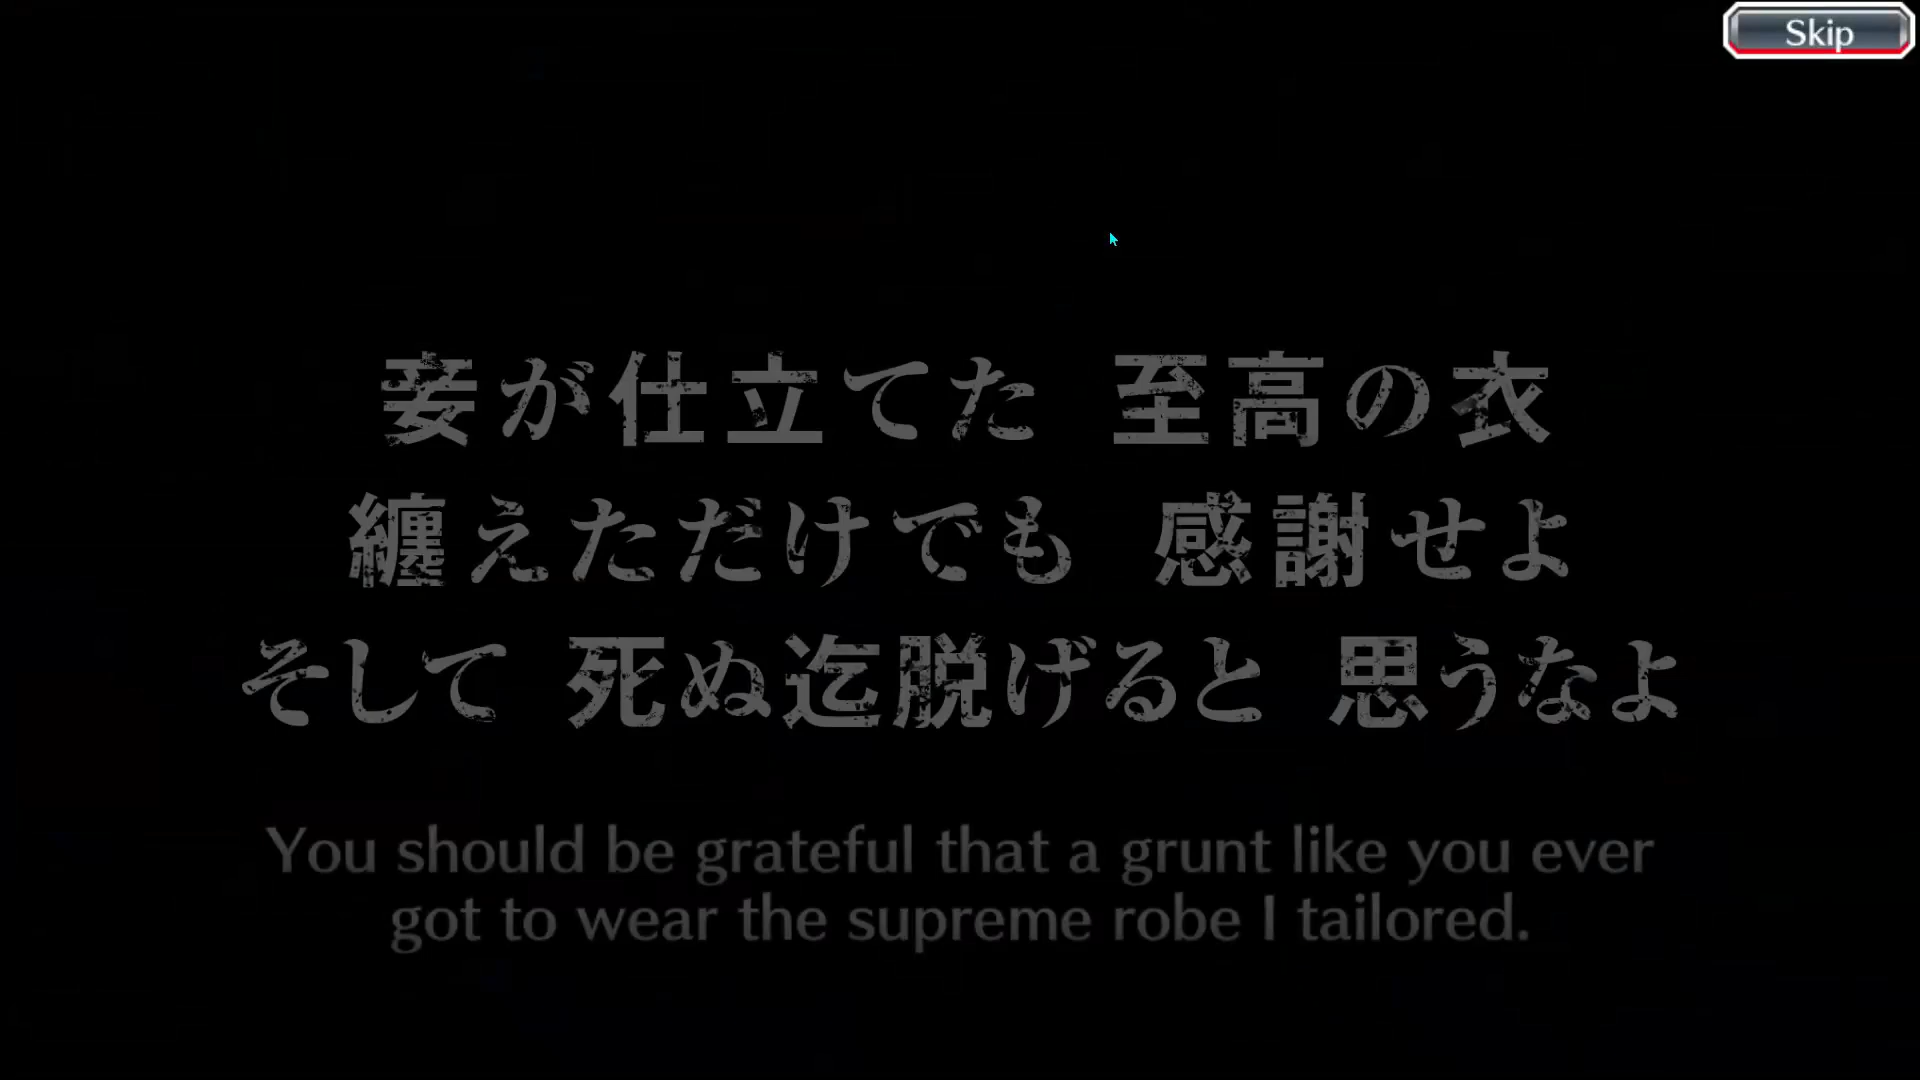 Skip
妾が仕立てた 至高の衣
纏えただけでも 感謝せよ
そして 死ぬ迄脱げると 思うなよ
You should be grateful that a grunt like you ever
got to wear the supreme robe I tailored.